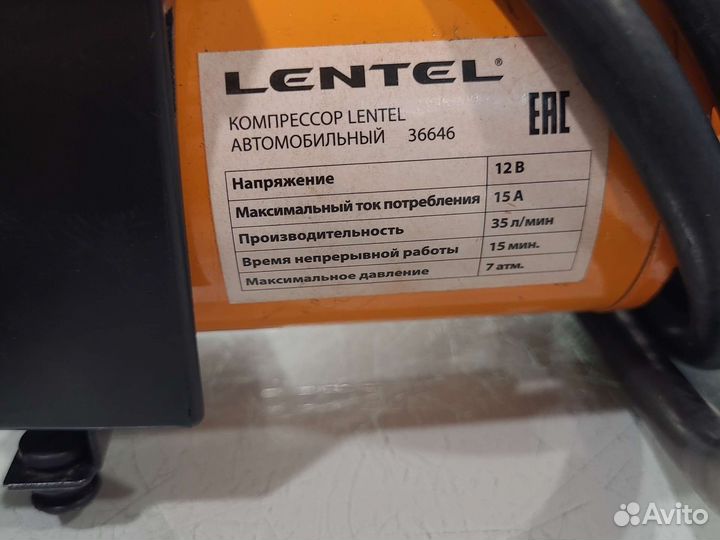 LENTEL®
КОМПРЕССОР LENTEL
АВТОМОБИЛЬНЫЙ 36646
EAC
Напряжение 12 В
Максимальный ток потребления 15 А
Производительность 35 л/мин
Время непрерывной работы 15 мин.
Максимальное давление 7 атм.
Avito